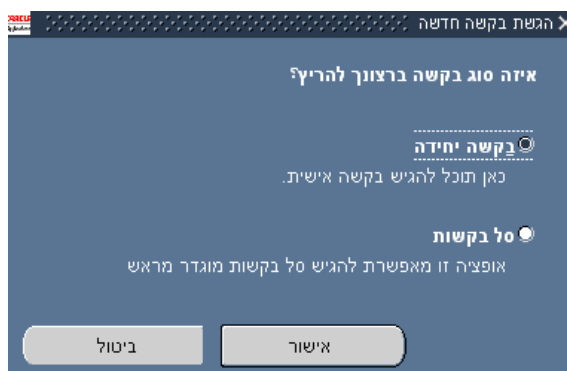 הגשת בקשה חדשה
איזה סוג בקשה ברצונך להריץ?
בקשה יחידה
כאן תוכל להגיש בקשה אישית.
סל בקשות
אופציה זו מאפשרת להגיש סל בקשות מוגדר מראש
אישור
ביטול